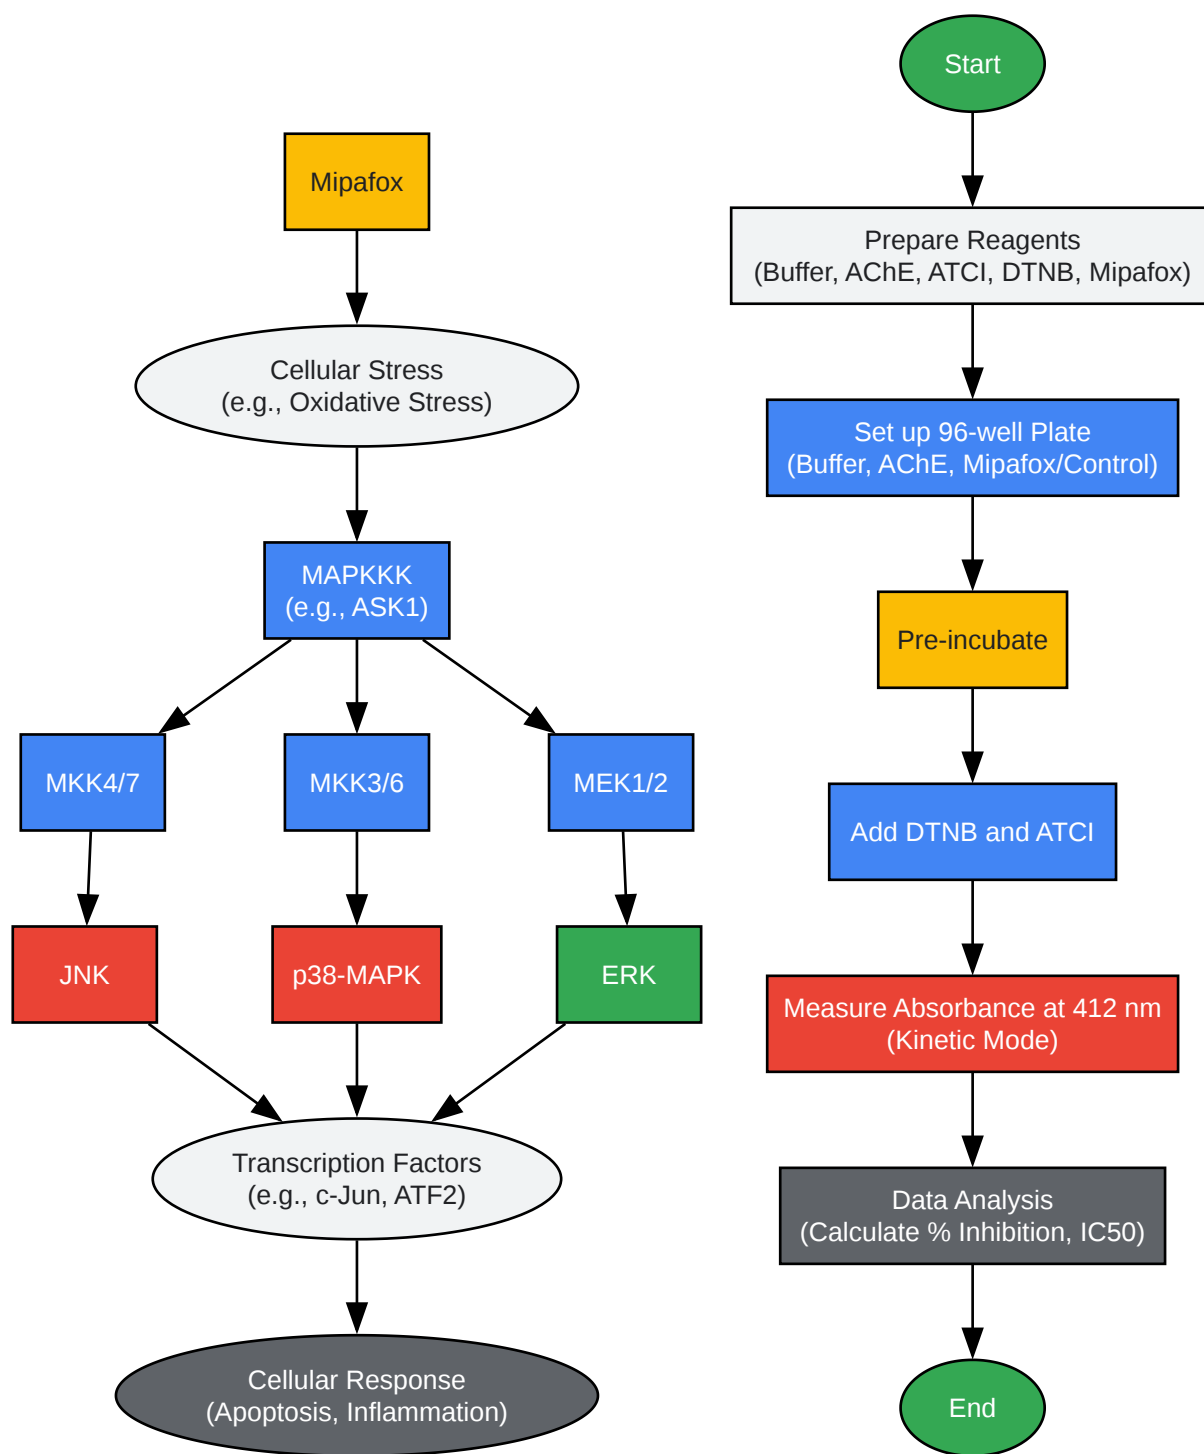 Mipafox
Cellular Stress
(e.g., Oxidative Stress)
MAPKKK
(e.g., ASK1)
MKK4/7
MKK3/6
MEK1/2
JNK
p38-MAPK
ERK
Transcription Factors
(e.g., c-Jun, ATF2)
Cellular Response
(Apoptosis, Inflammation)
Start
Prepare Reagents
(Buffer, AChE, ATCI, DTNB, Mipafox)
Set up 96-well Plate
(Buffer, AChE, Mipafox/Control)
Pre-incubate
Add DTNB and ATCI
Measure Absorbance at 412 nm
(Kinetic Mode)
Data Analysis
(Calculate % Inhibition, IC50)
End